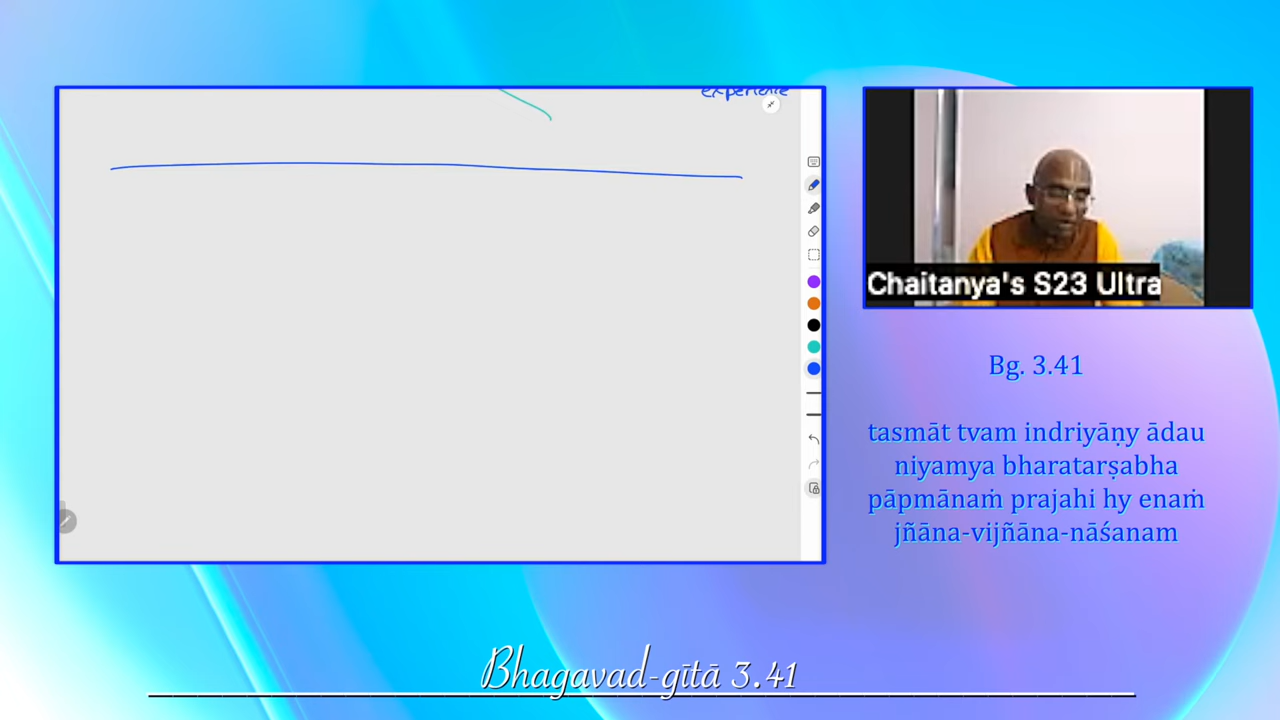 experience
Chaitanya's S23 Ultra
Bg. 3.41
tasmāt tvam indriyāṇy ādau
niyamya bharatarṣabha
pāpmānaṁ prajahi hy enaṁ
jñāna-vijñāna-nāśanam
Bhagavad-gītā 3.41